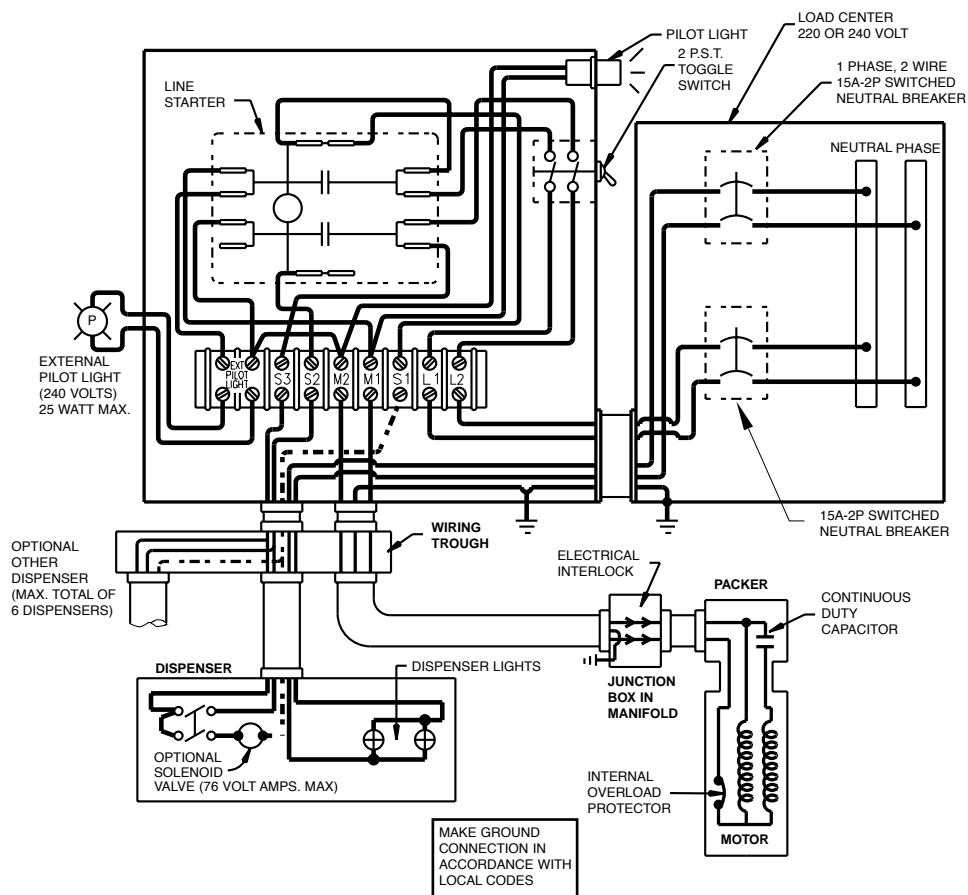 LOAD CENTER
220 OR 240 VOLT
PILOT LIGHT
2 P.S.T.
TOGGLE
SWITCH
1 PHASE, 2 WIRE
15A-2P SWITCHED
NEUTRAL BREAKER
LINE
STARTER
NEUTRAL PHASE
P
EXTERNAL
PILOT LIGHT
(240 VOLTS)
25 WATT MAX.
EXT
PILOT
LIGHT
S3
S2
M2
M1
S1
L1
L2
15A-2P SWITCHED
NEUTRAL BREAKER
WIRING
TROUGH
OPTIONAL
OTHER
DISPENSER
(MAX. TOTAL OF
6 DISPENSERS)
ELECTRICAL
INTERLOCK
PACKER
CONTINUOUS
DUTY
CAPACITOR
DISPENSER
DISPENSER LIGHTS
JUNCTION
BOX IN
MANIFOLD
OPTIONAL
SOLENOID
VALVE (76 VOLT AMPS. MAX)
INTERNAL
OVERLOAD
PROTECTOR
MOTOR
MAKE GROUND
CONNECTION IN
ACCORDANCE WITH
LOCAL CODES